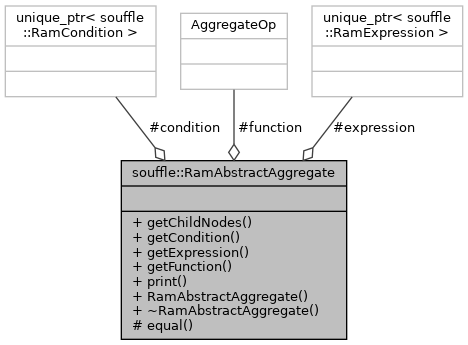 unique_ptr< souffle
::RamCondition >
AggregateOp
unique_ptr< souffle
::RamExpression >
#condition
#function
#expression
souffle::RamAbstractAggregate
+ getChildNodes()
+ getCondition()
+ getExpression()
+ getFunction()
+ print()
+ RamAbstractAggregate()
+ ~RamAbstractAggregate()
# equal()